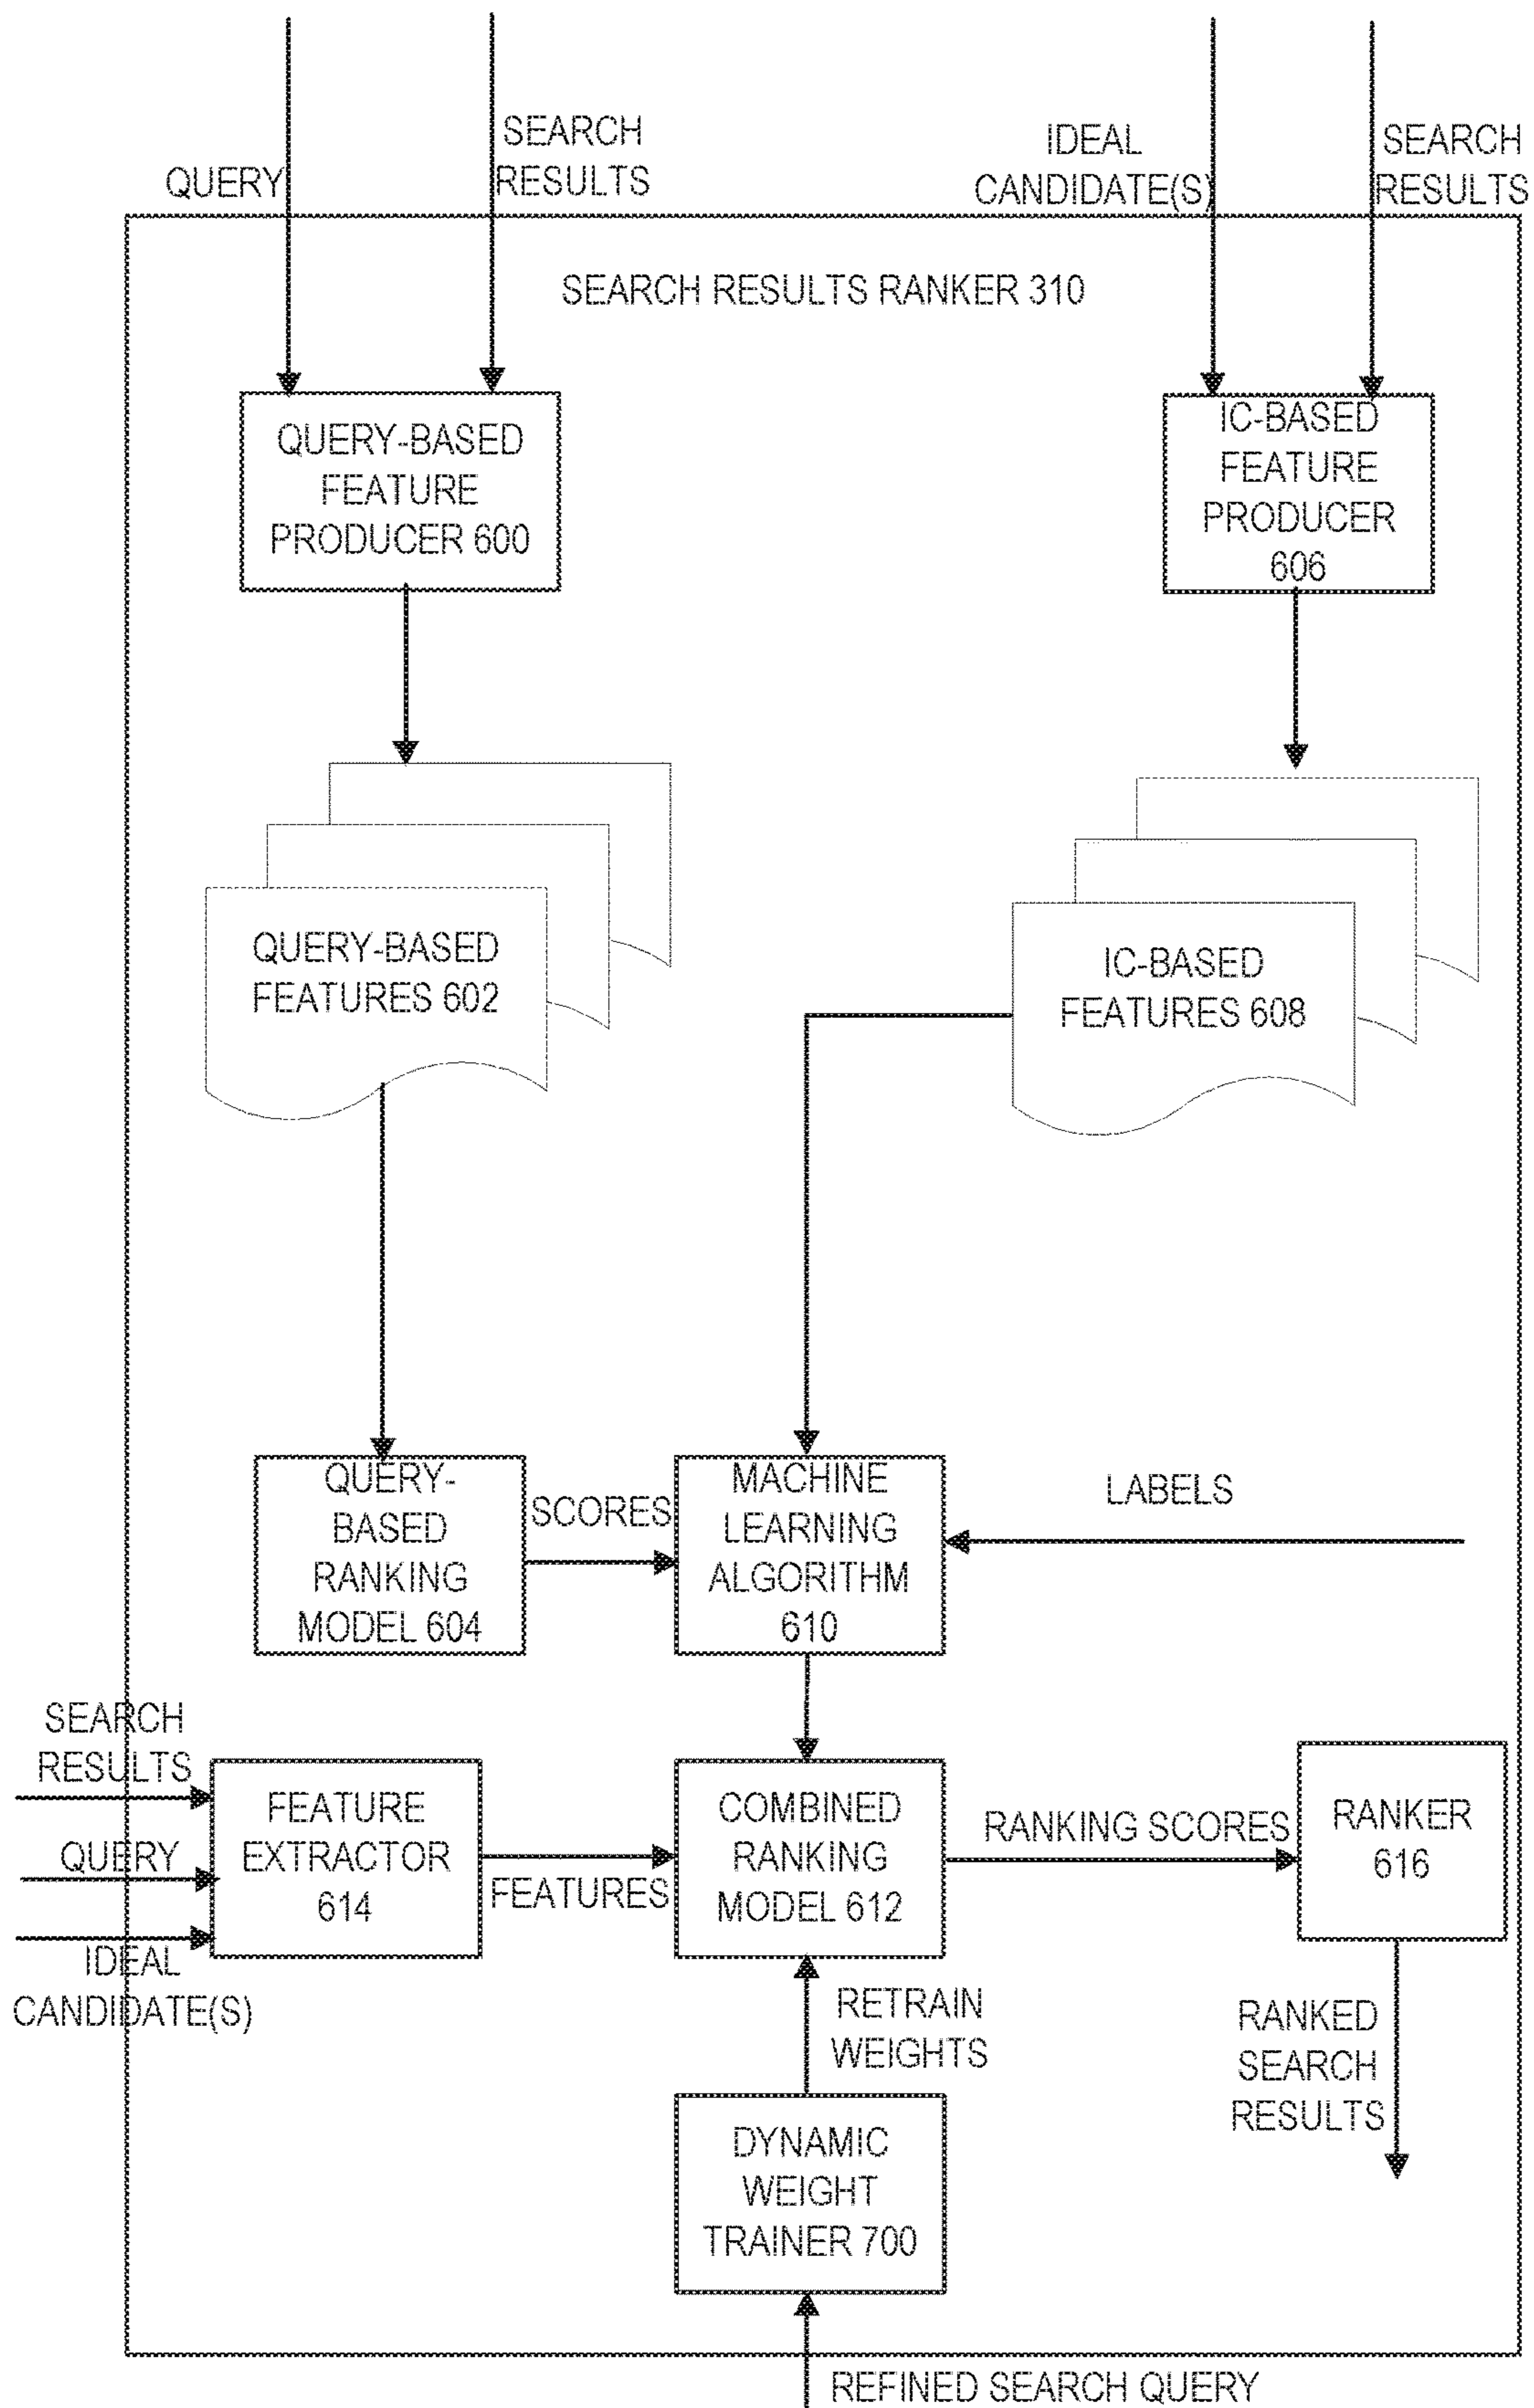 QUERY
SEARCH
RESULTS
IDEAL
CANDIDATE(S)
SEARCH
RESULTS
SEARCH RESULTS RANKER 310
QUERY-BASED
FEATURE
PRODUCER 600
IC-BASED
FEATURE
PRODUCER
606
QUERY-BASED
FEATURES 602
IC-BASED
FEATURES 608
QUERY-
BASED
RANKING
MODEL 604
SCORES
MACHINE
LEARNING
ALGORITHM
610
LABELS
SEARCH
RESULTS
QUERY
IDEAL
CANDIDATE(S)
FEATURE
EXTRACTOR
614
FEATURES
COMBINED
RANKING
MODEL 612
RANKING SCORES
RANKER
616
RETRAIN
WEIGHTS
RANKED
SEARCH
RESULTS
DYNAMIC
WEIGHT
TRAINER 700
REFINED SEARCH QUERY